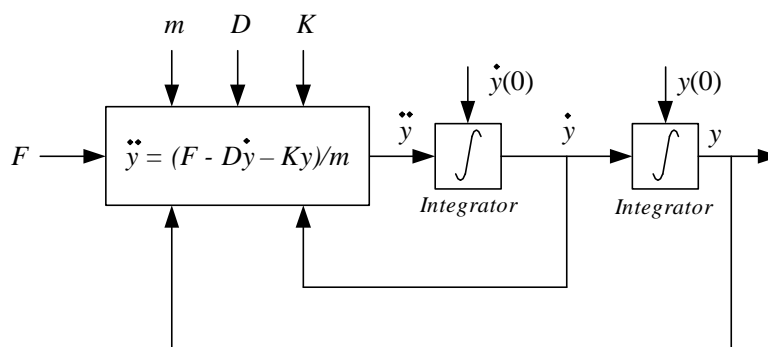 m D K
ẏ(0) y(0)
F ÿ = (F - Dẏ – Ky)/m ÿ ∫ ẏ ∫ y
Integrator Integrator